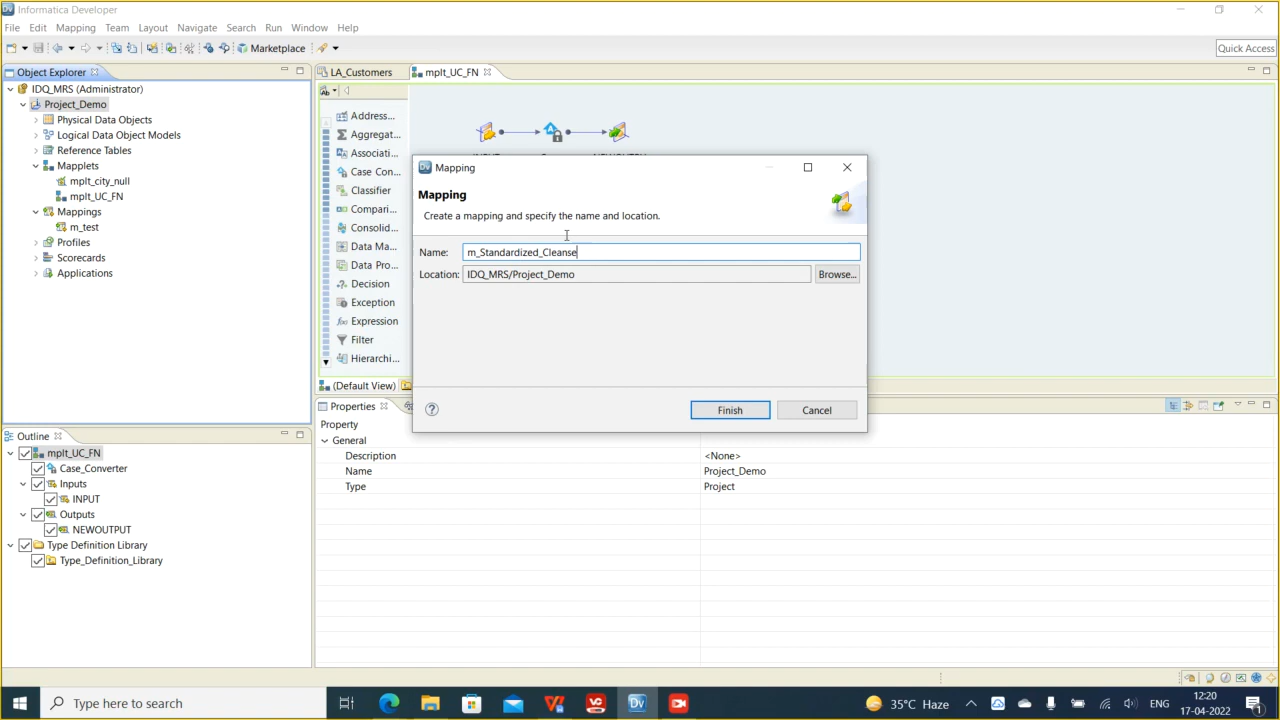 Informatica Developer
File Edit Mapping Team Layout Navigate Search Run Window Help
Marketplace
Quick Access
Object Explorer
IDQ_MRS (Administrator)
Project_Demo
Physical Data Objects
Logical Data Object Models
Reference Tables
Mapplets
mplt_city_null
mplt_UC_FN
Mappings
m_test
Profiles
Scorecards
Applications
LA_Customers
mplt_UC_FN
Ab
Address...
Aggregat...
Associati...
Case Con...
Classifier
Compari...
Consolid...
Data Ma...
Data Pro...
Decision
Exception
Expression
Filter
Hierarchi...
(Default View)
Mapping
Mapping
Create a mapping and specify the name and location.
Name: m_Standardized_Cleanse
Location: IDQ_MRS/Project_Demo Browse...
Finish Cancel
Outline
mplt_UC_FN
Case_Converter
Inputs
INPUT
Outputs
NEWOUTPUT
Type Definition Library
Type_Definition_Library
Properties
Property
General
Description <None>
Name Project_Demo
Type Project
Type here to search
35°C Haze
ENG
12:20
17-04-2022
1